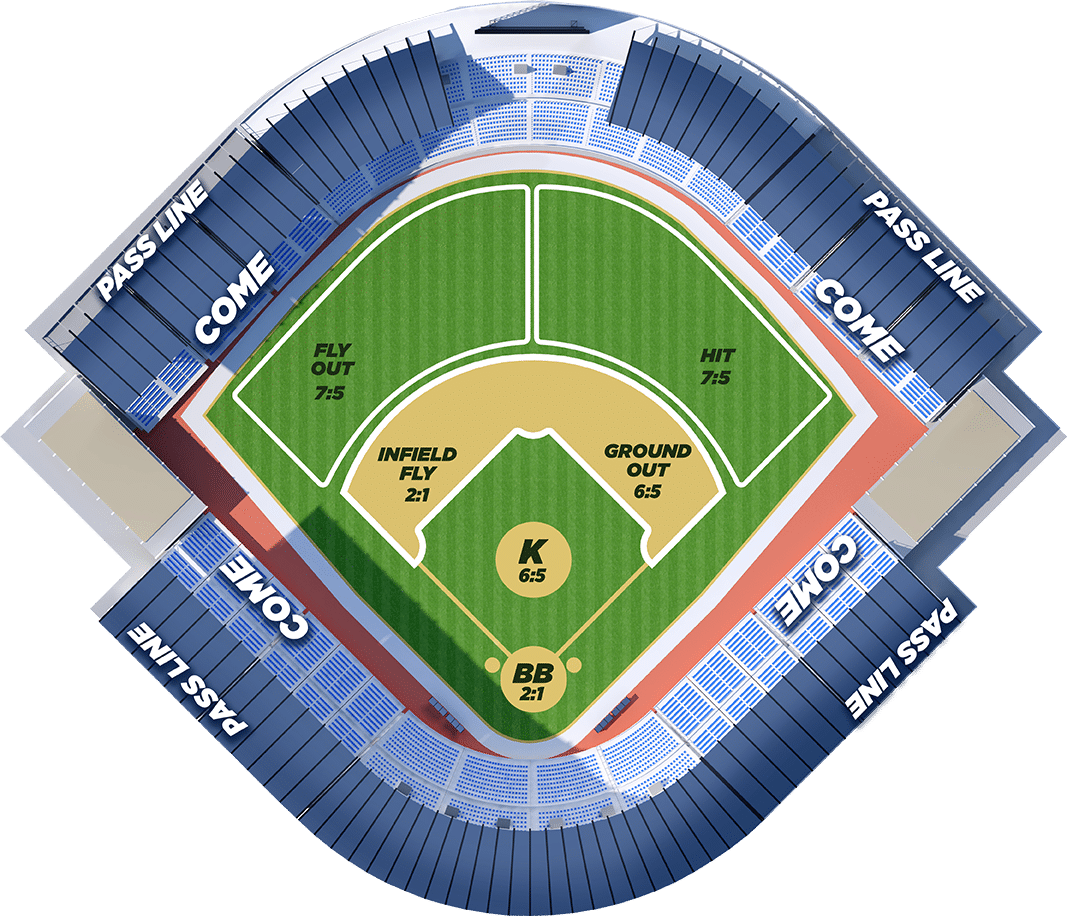 PASS LINE
COME
PASS LINE
COME
FLY
OUT
7:5
HIT
7:5
INFIELD
FLY
2:1
GROUND
OUT
6:5
K
6:5
COME
PASS LINE
COME
PASS LINE
BB
2:1